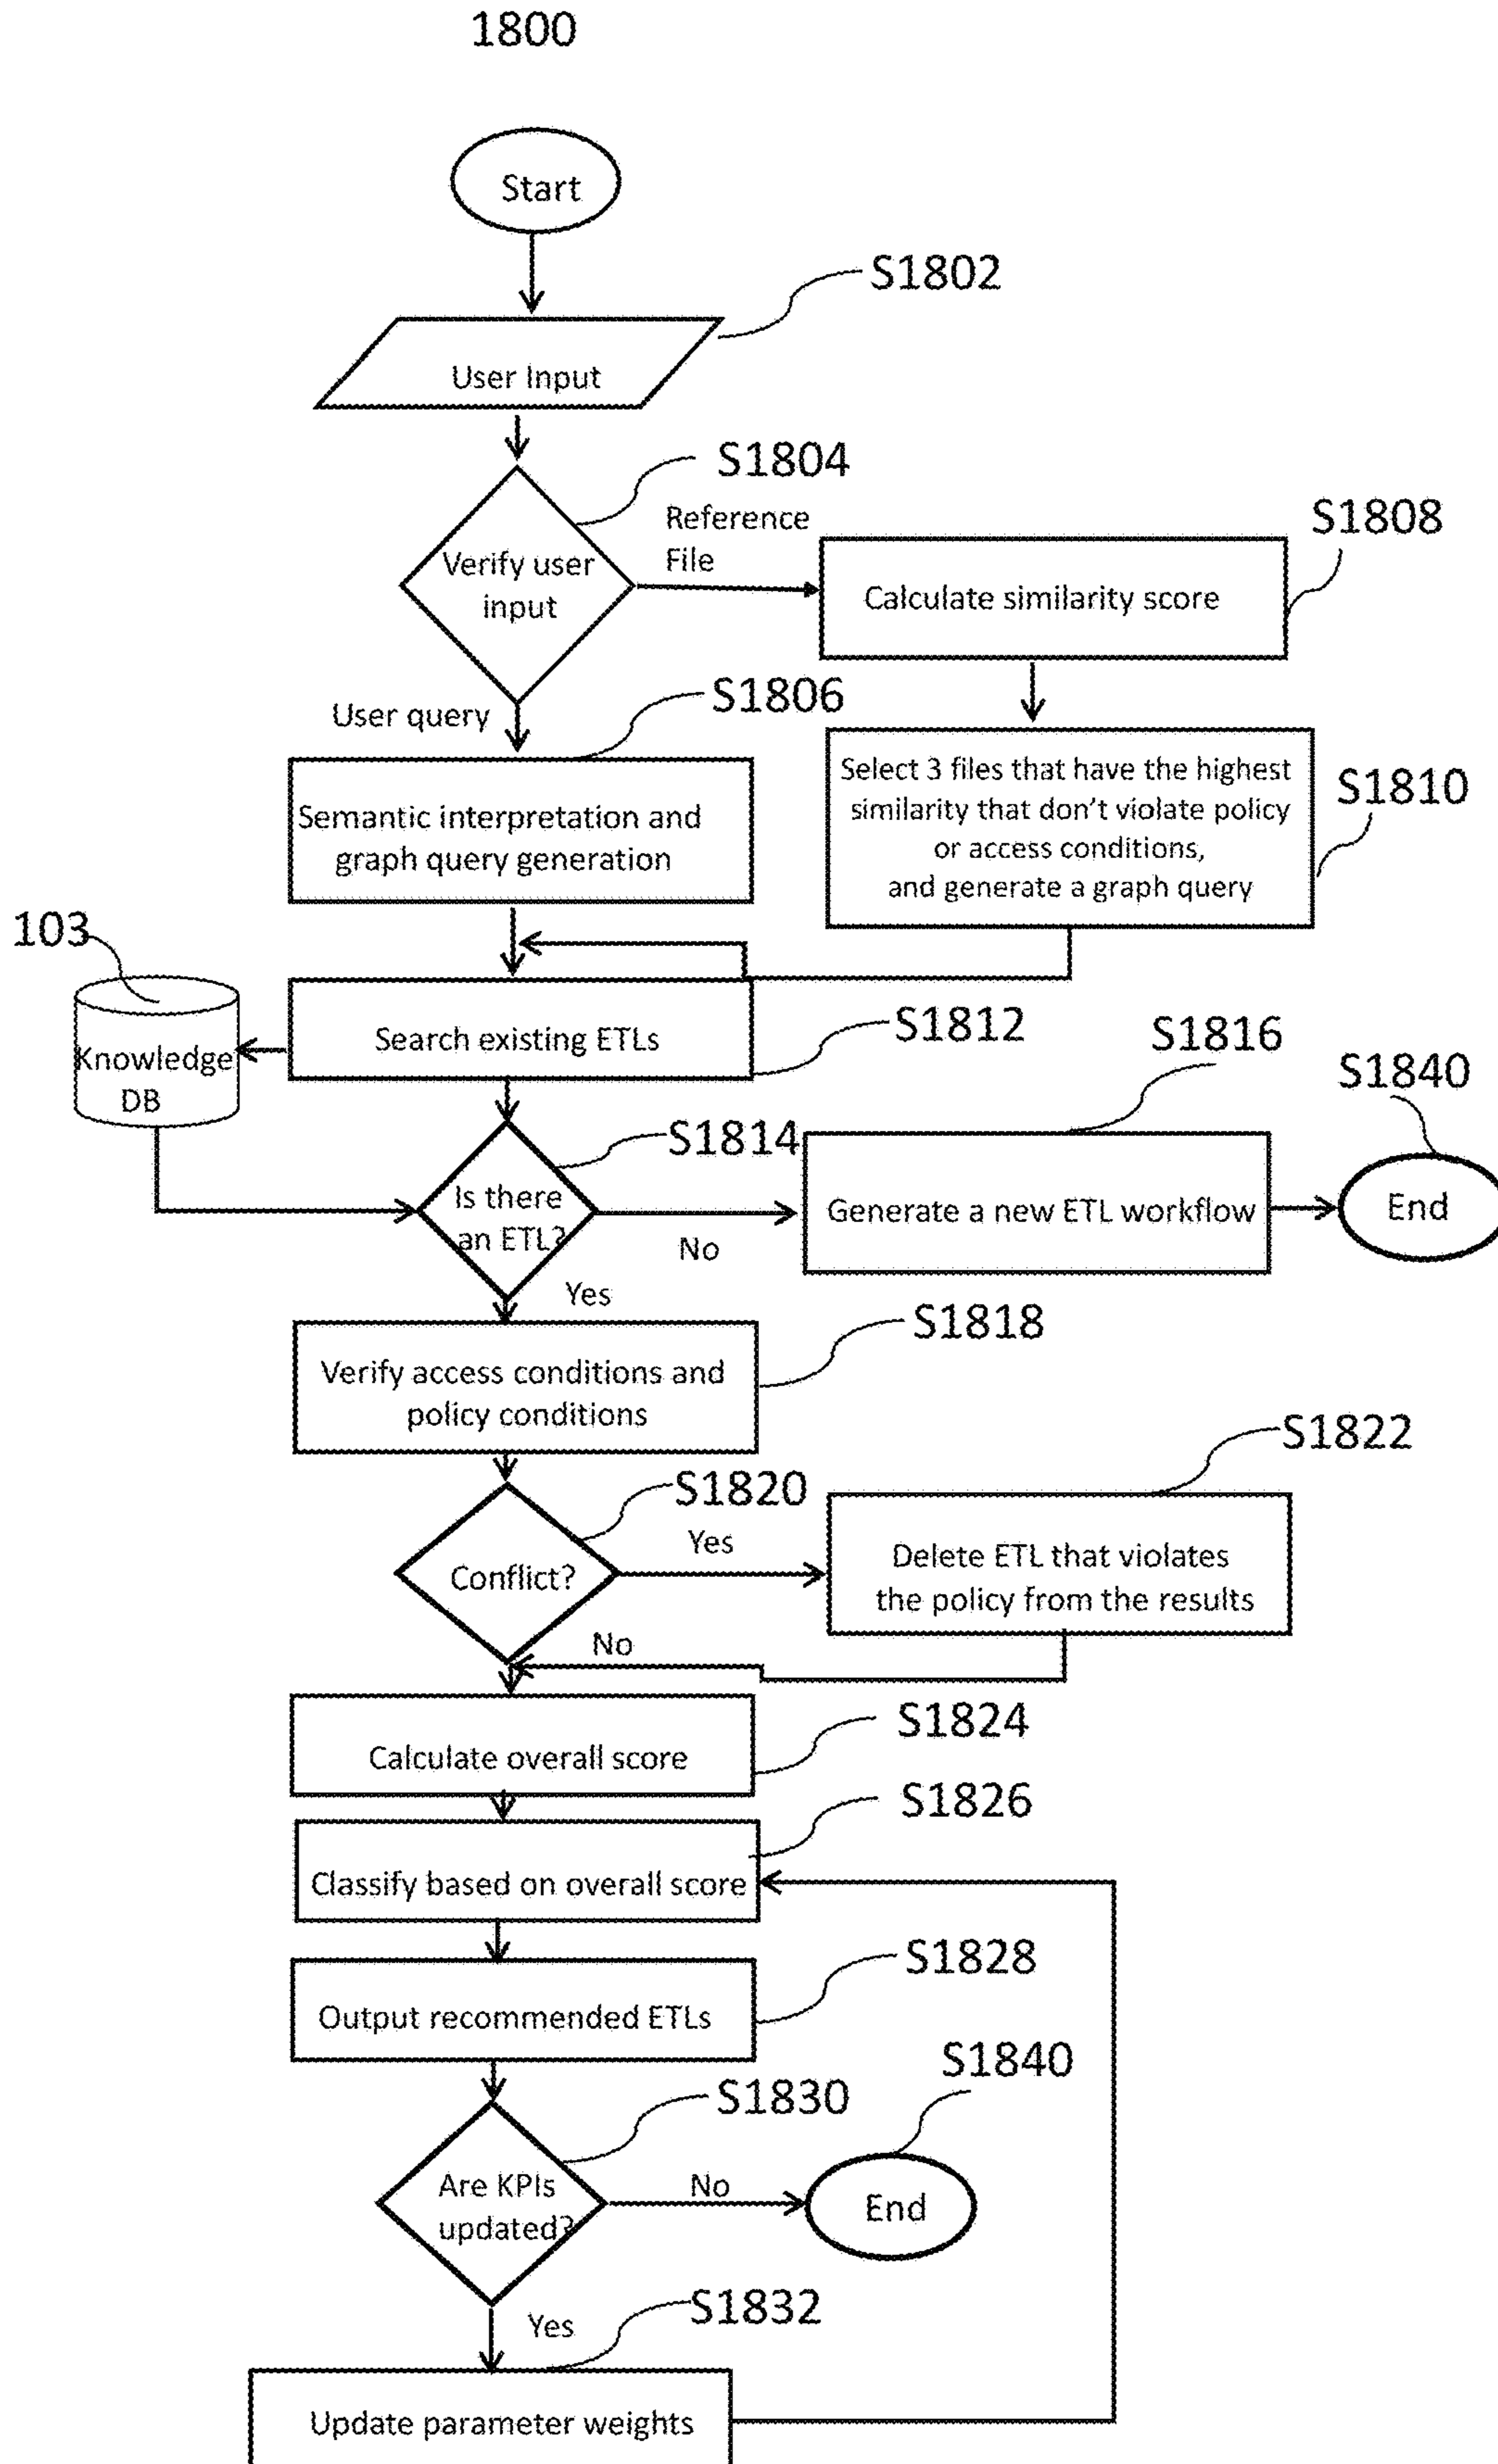 1800
Start
S1802
User Input
S1804
Reference
File
Verify user
input
S1808
Calculate similarity score
User query
S1806
Semantic interpretation and
graph query generation
Select 3 files that have the highest
similarity that don't violate policy
or access conditions,
and generate a graph query
S1810
103
Knowledge
DB
Search existing ETLs
S1812
S1814
Is there
an ETL?
No
S1816
Generate a new ETL workflow
S1840
End
Yes
S1818
Verify access conditions and
policy conditions
S1820
Conflict?
Yes
S1822
Delete ETL that violates
the policy from the results
No
S1824
Calculate overall score
S1826
Classify based on overall score
S1828
Output recommended ETLs
S1830
Are KPIs
updated?
No
S1840
End
Yes
S1832
Update parameter weights